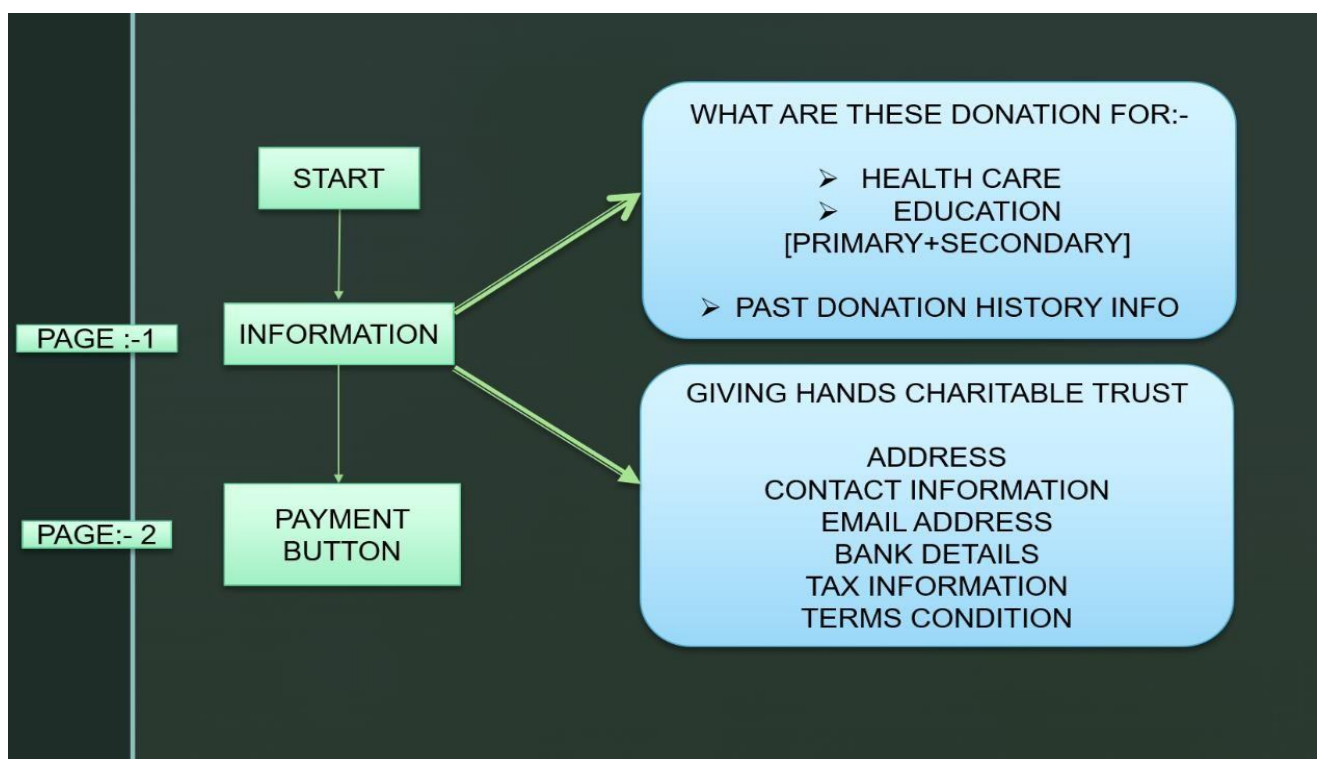 START
PAGE :-1
INFORMATION
PAGE:- 2
PAYMENT
BUTTON
WHAT ARE THESE DONATION FOR:-
➢ HEALTH CARE
➢ EDUCATION
[PRIMARY+SECONDARY]
➢ PAST DONATION HISTORY INFO
GIVING HANDS CHARITABLE TRUST
ADDRESS
CONTACT INFORMATION
EMAIL ADDRESS
BANK DETAILS
TAX INFORMATION
TERMS CONDITION